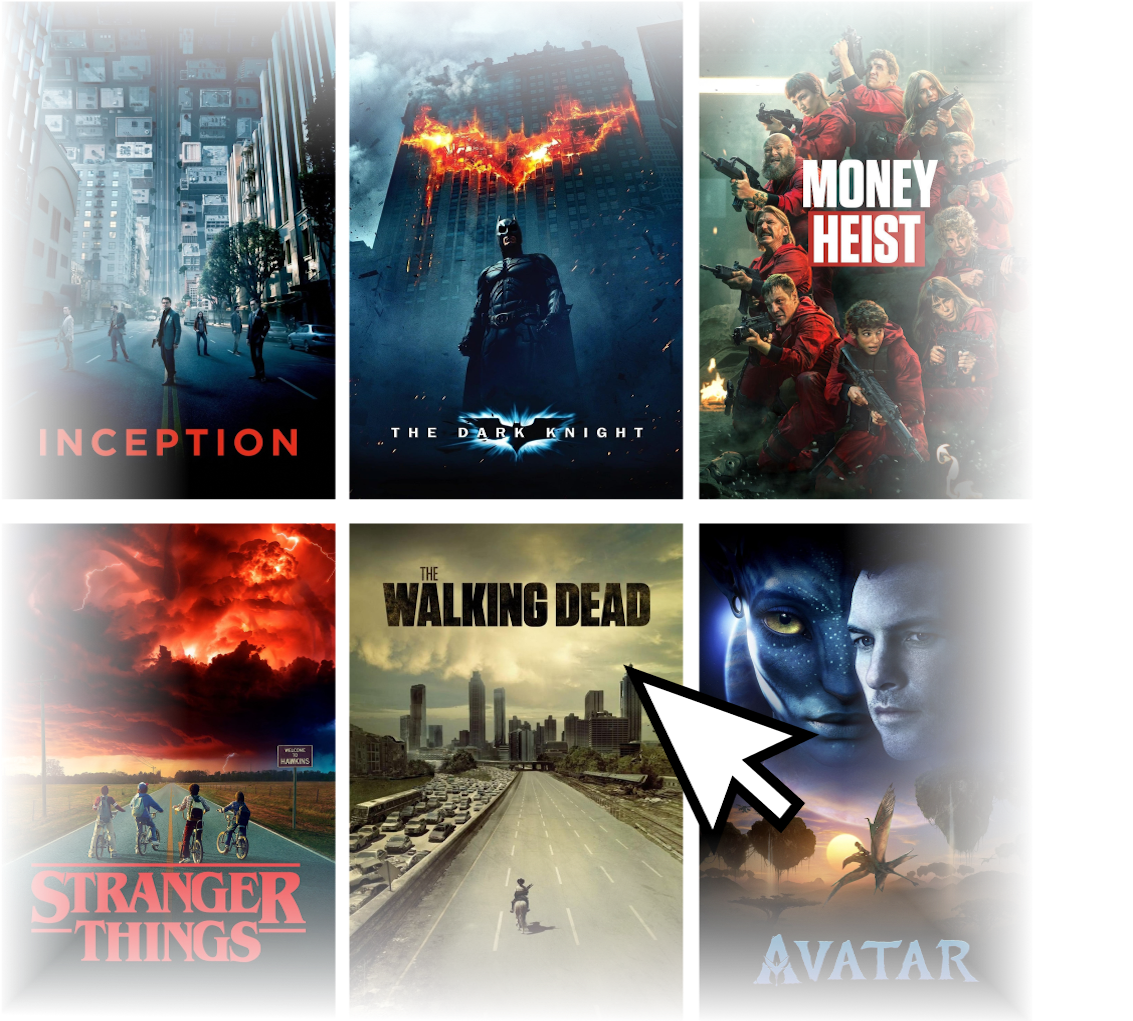 INCEPTION
THE DARK KNIGHT
MONEY
HEIST
WELCOME
TO
HAWKINS
STRANGER
THINGS
THE
WALKING DEAD
AVATAR